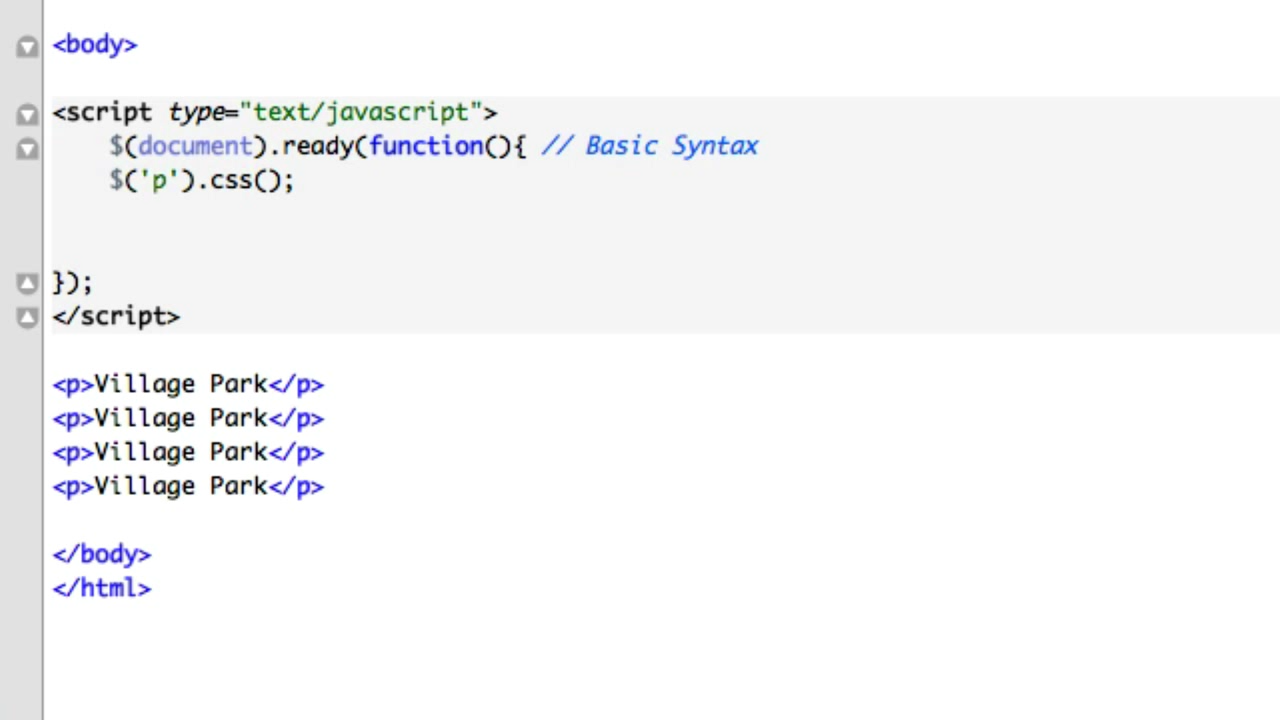 <body>
<script type="text/javascript">
$(document).ready(function(){ // Basic Syntax
$('p').css();
});
</script>
<p>Village Park</p>
<p>Village Park</p>
<p>Village Park</p>
<p>Village Park</p>
</body>
</html>